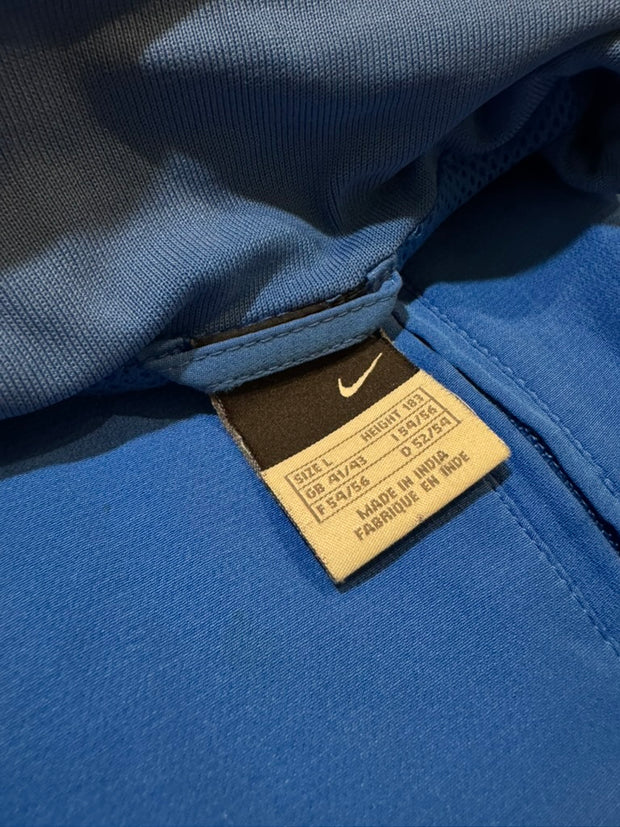 SIZE L HEIGHT 183
GB 41/43 I 54/56
F 54/56 D 52/54
MADE IN INDIA
FABRIQUE EN INDE